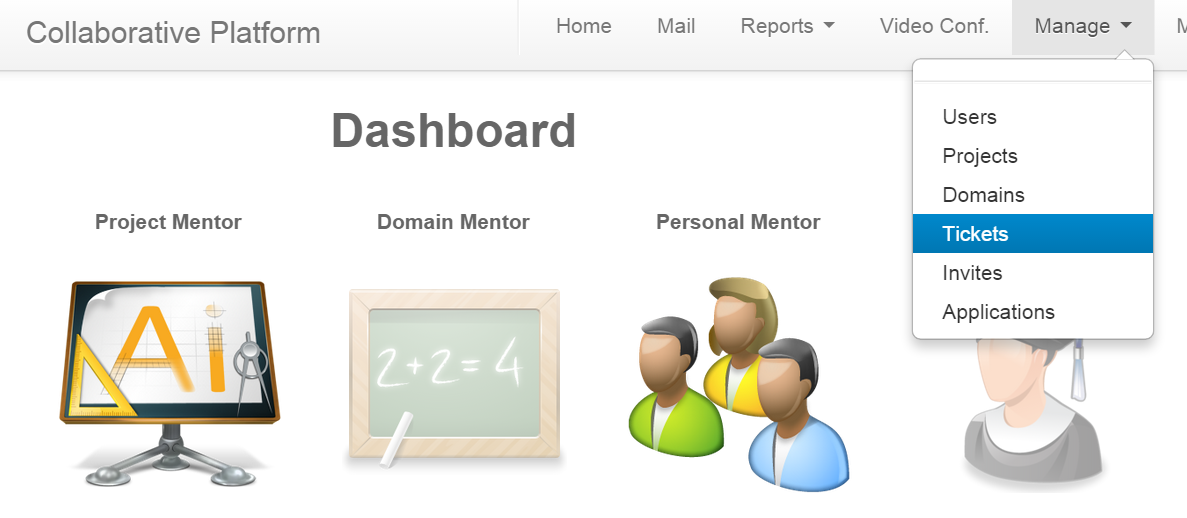 Collaborative Platform
Home Mail Reports Video Conf. Manage M
Users
Projects
Domains
Tickets
Invites
Applications
Dashboard
Project Mentor Domain Mentor Personal Mentor
Ai
2+2=4